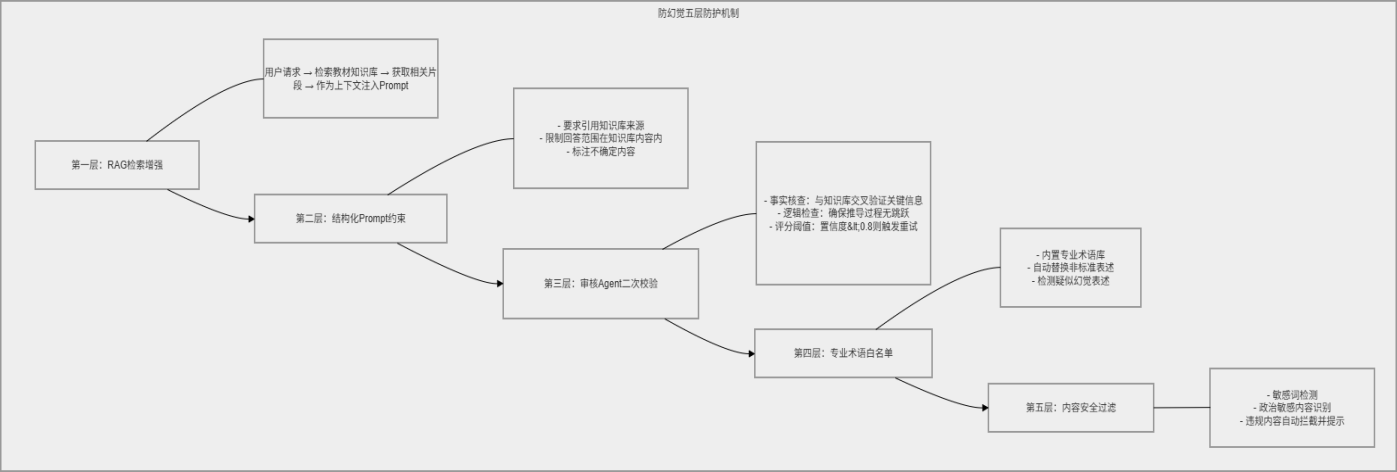 防幻觉五层防护机制
用户请求 → 检索教材知识库 → 获取相关片
段 → 作为上下文注入Prompt
第一层：RAG检索增强
- 要求引用知识库来源
- 限制回答范围在知识库内容内
- 标注不确定内容
第二层：结构化Prompt约束
- 事实核查：与知识库交叉验证关键信息
- 逻辑检查：确保推导过程无跳跃
- 评分阈值：置信度&lt;0.8则触发重试
第三层：审核Agent二次校验
- 内置专业术语库
- 自动替换非标准表述
- 检测疑似幻觉表述
第四层：专业术语白名单
- 敏感词检测
- 政治敏感内容识别
- 违规内容自动拦截并提示
第五层：内容安全过滤